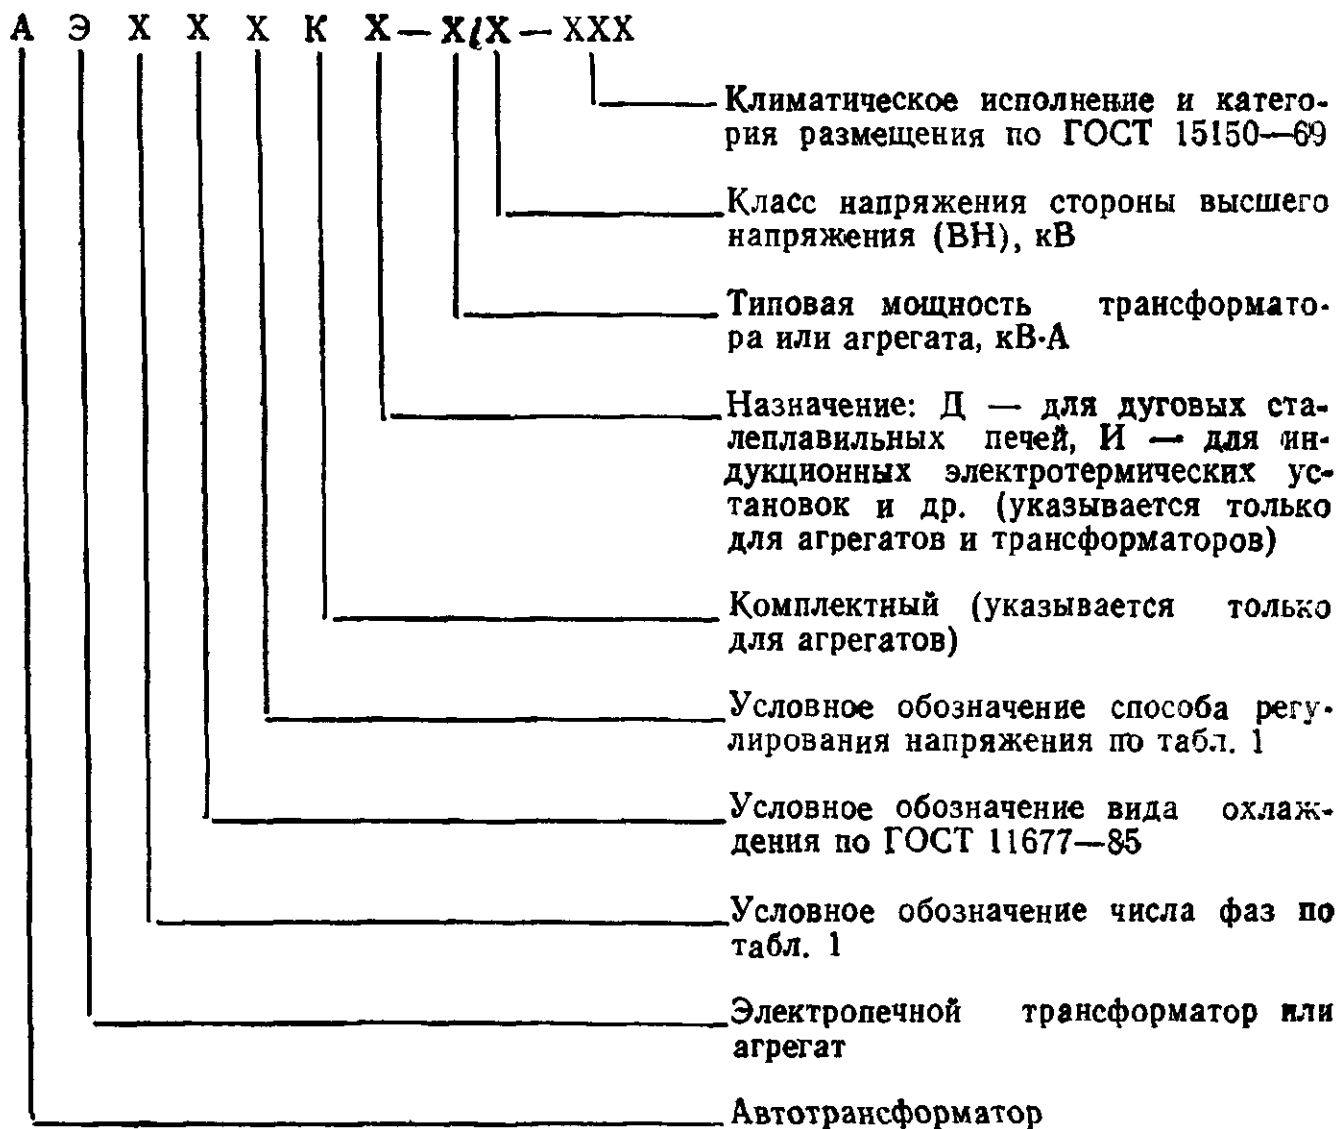 А Э Х Х Х К Х — Х/Х — ХХХ
Климатическое исполнение и катего-
рия размещения по ГОСТ 15150—69
Класс напряжения стороны высшего
напряжения (ВН), кВ
Типовая мощность трансформато-
ра или агрегата, кВ·А
Назначение: Д — для дуговых ста-
леплавильных печей, И — для ин-
дукционных электротермических ус-
тановок и др. (указывается только
для агрегатов и трансформаторов)
Комплектный (указывается только
для агрегатов)
Условное обозначение способа регу-
лирования напряжения по табл. 1
Условное обозначение вида охлаж-
дения по ГОСТ 11677—85
Условное обозначение числа фаз по
табл. 1
Электропечной трансформатор или
агрегат
Автотрансформатор